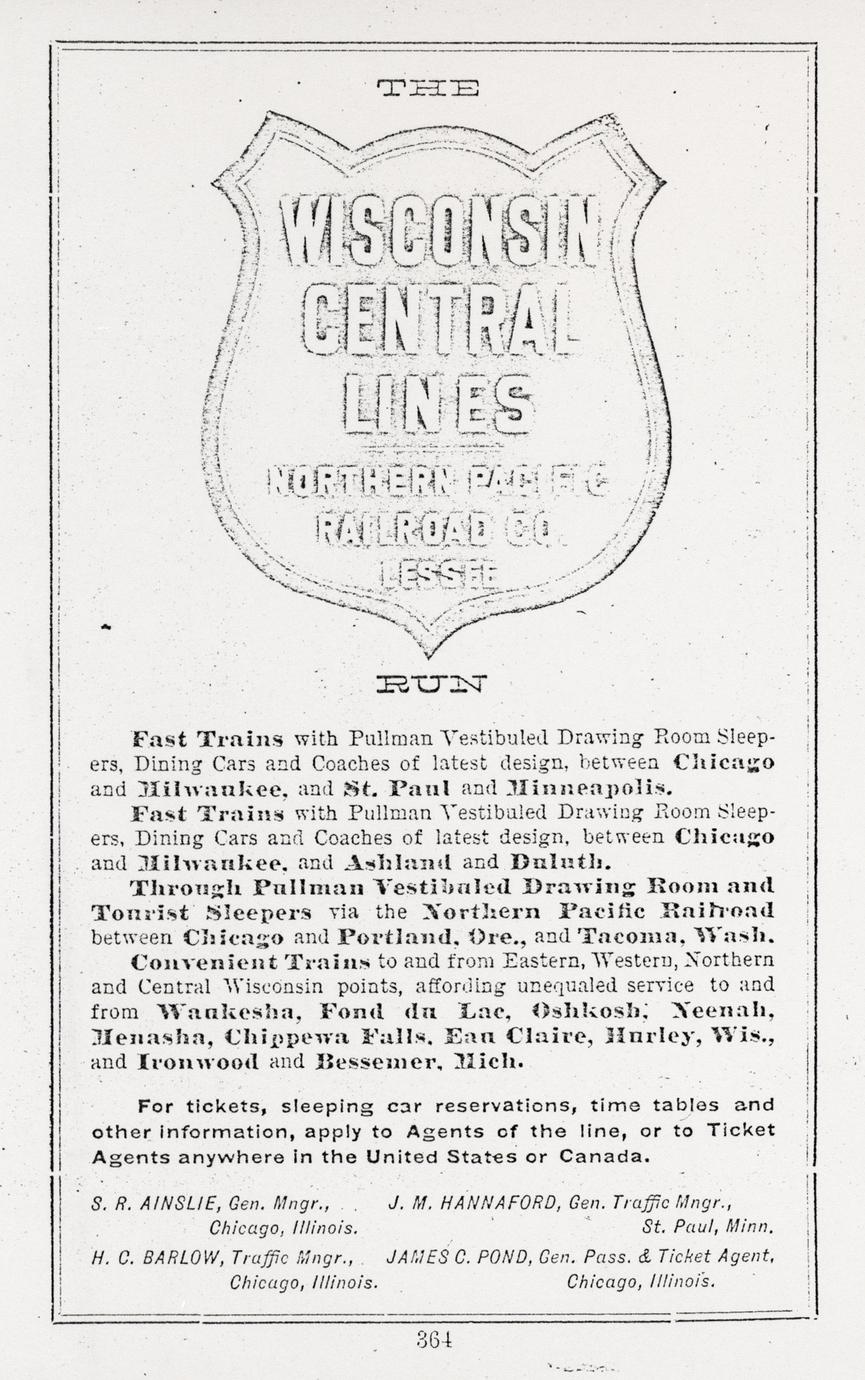 THE
WISCONSIN
CENTRAL
LINES
NORTHERN PACIFIC
RAILROAD CO.
LESSEE
RUN
Fast Trains with Pullman Vestibuled Drawing Room Sleep-
ers, Dining Cars and Coaches of latest design, between Chicago
and Milwaukee, and St. Paul and Minneapolis.
Fast Trains with Pullman Vestibuled Drawing Room Sleep-
ers, Dining Cars and Coaches of latest design, between Chicago
and Milwaukee, and Ashland and Duluth.
Through Pullman Vestibuled Drawing Room and
Tourist Sleepers via the Northern Pacific Railroad
between Chicago and Portland, Ore., and Tacoma, Wash.
Convenient Trains to and from Eastern, Western, Northern
and Central Wisconsin points, affording unequaled service to and
from Waukesha, Fond du Lac, Oshkosh, Neenah,
Menasha, Chippewa Falls, Eau Claire, Hurley, Wis.,
and Ironwood and Bessemer, Mich.
For tickets, sleeping car reservations, time tables and
other information, apply to Agents of the line, or to Ticket
Agents anywhere in the United States or Canada.
S. R. AINSLIE, Gen. Mngr., J. M. HANNAFORD, Gen. Traffic Mngr.,
Chicago, Illinois. St. Paul, Minn.
H. C. BARLOW, Traffic Mngr., JAMES C. POND, Gen. Pass. & Ticket Agent,
Chicago, Illinois. Chicago, Illinois.
364